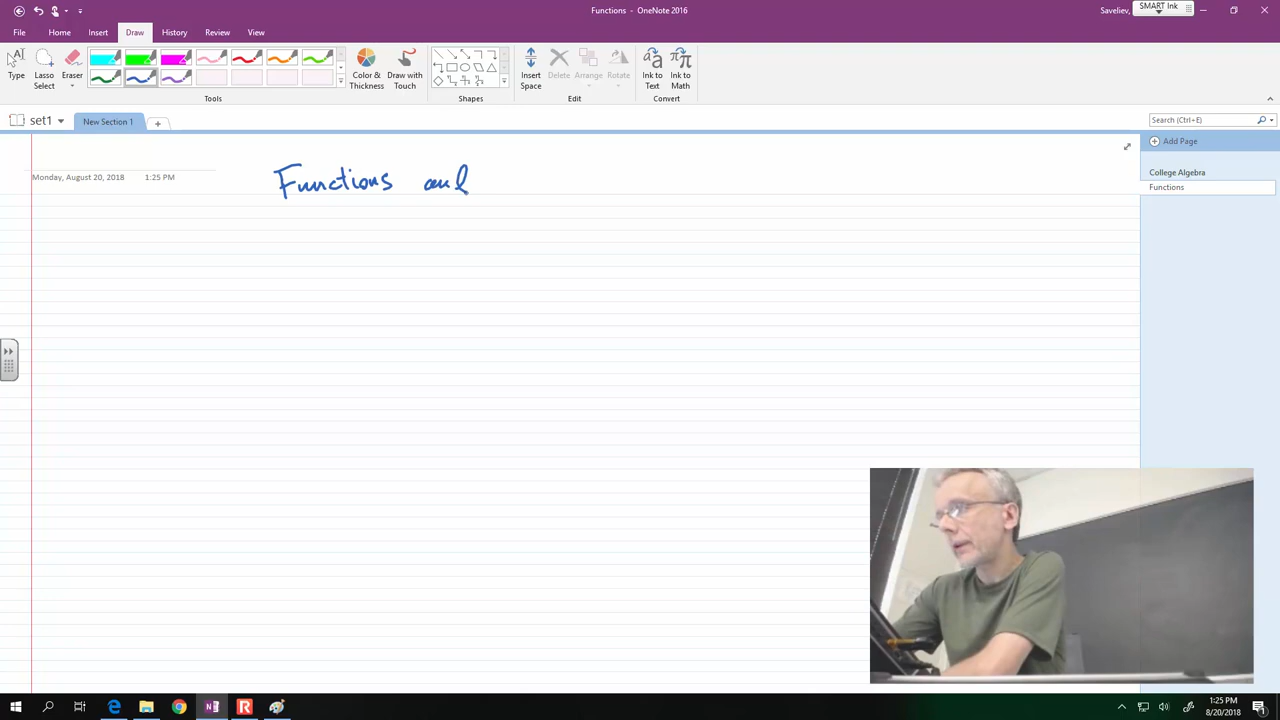 Functions - OneNote 2016
Saveliev,
SMART Ink
File Home Insert Draw History Review View
Type
Lasso Select
Eraser
Color & Thickness
Draw with Touch
Insert Space
Delete
Arrange
Rotate
Ink to Text
Ink to Math
Tools
Shapes
Edit
Convert
set1
New Section 1
Search (Ctrl+E)
Add Page
Monday, August 20, 2018 1:25 PM
Functions and
College Algebra
Functions
1:25 PM
8/20/2018